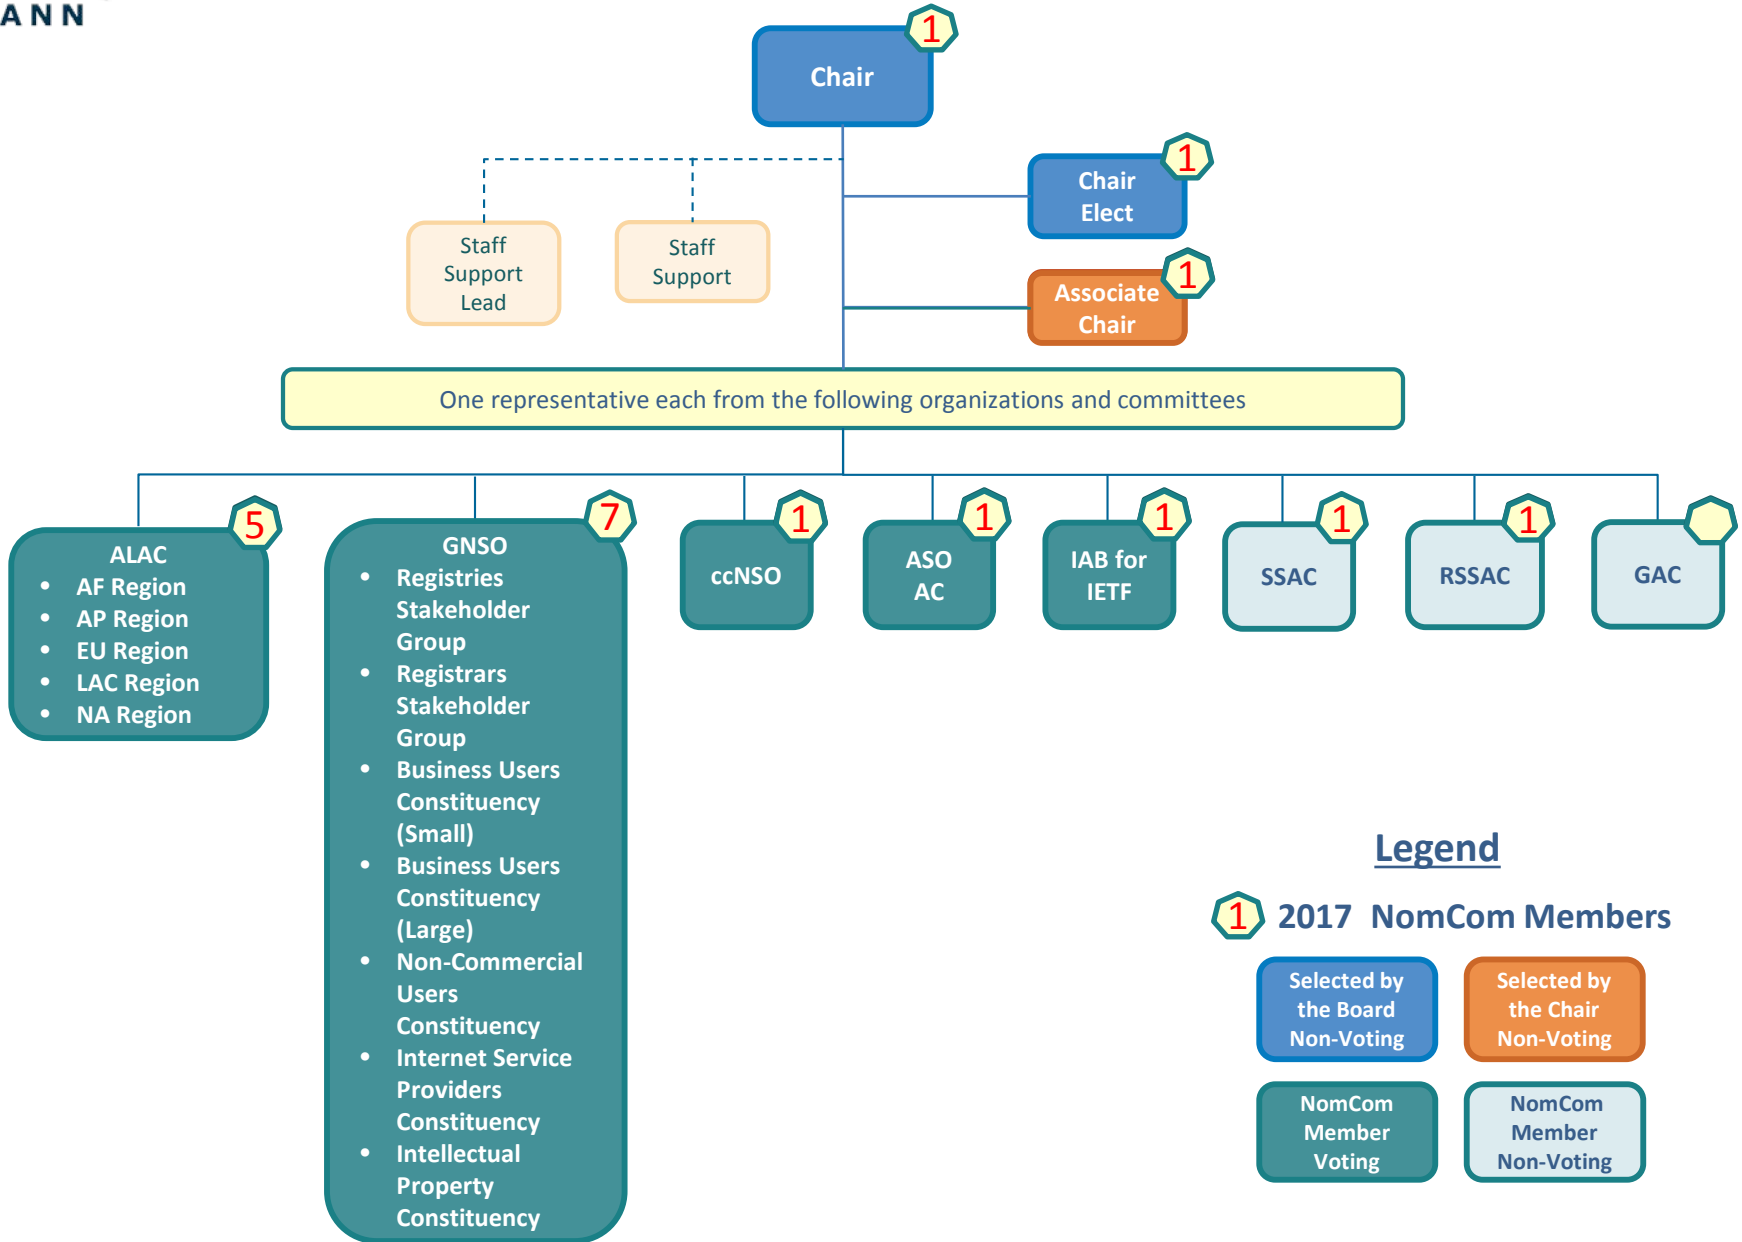 ANN
1
Chair
1
Chair
Elect
Staff
Support
Lead
Staff
Support
1
Associate
Chair
One representative each from the following organizations and committees
5
ALAC
• AF Region
• AP Region
• EU Region
• LAC Region
• NA Region
7
GNSO
• Registries
Stakeholder
Group
• Registrars
Stakeholder
Group
• Business Users
Constituency
(Small)
• Business Users
Constituency
(Large)
• Non-Commercial
Users
Constituency
• Internet Service
Providers
Constituency
• Intellectual
Property
Constituency
1
ccNSO
1
ASO
AC
1
IAB for
IETF
1
SSAC
1
RSSAC
GAC
Legend
1 2017 NomCom Members
Selected by
the Board
Non-Voting
Selected by
the Chair
Non-Voting
NomCom
Member
Voting
NomCom
Member
Non-Voting